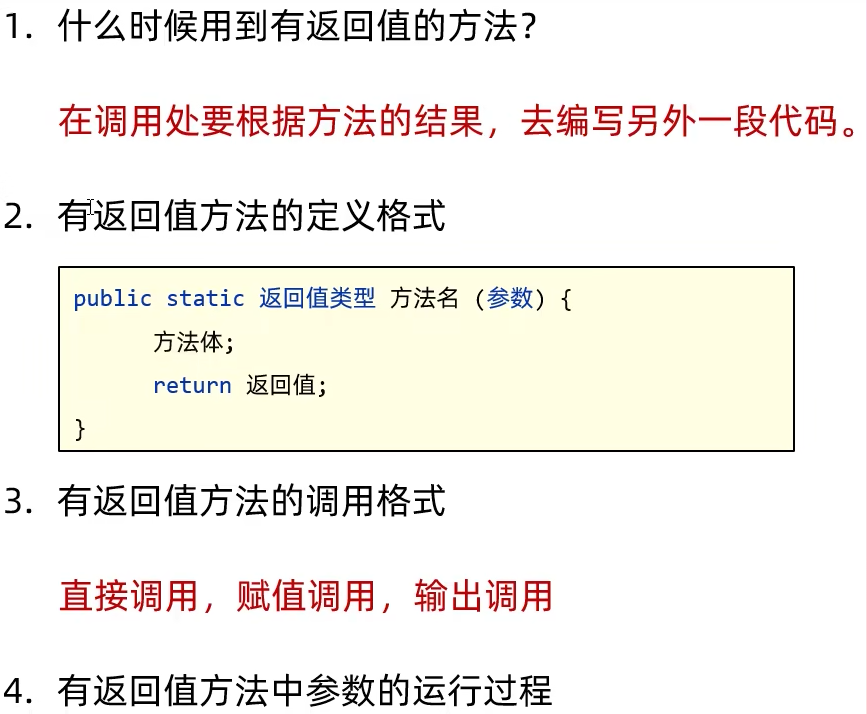 1. 什么时候用到有返回值的方法？
在调用处要根据方法的结果，去编写另外一段代码。
2. 有返回值方法的定义格式
public static 返回值类型 方法名 (参数) {
方法体;
return 返回值;
}
3. 有返回值方法的调用格式
直接调用，赋值调用，输出调用
4. 有返回值方法中参数的运行过程